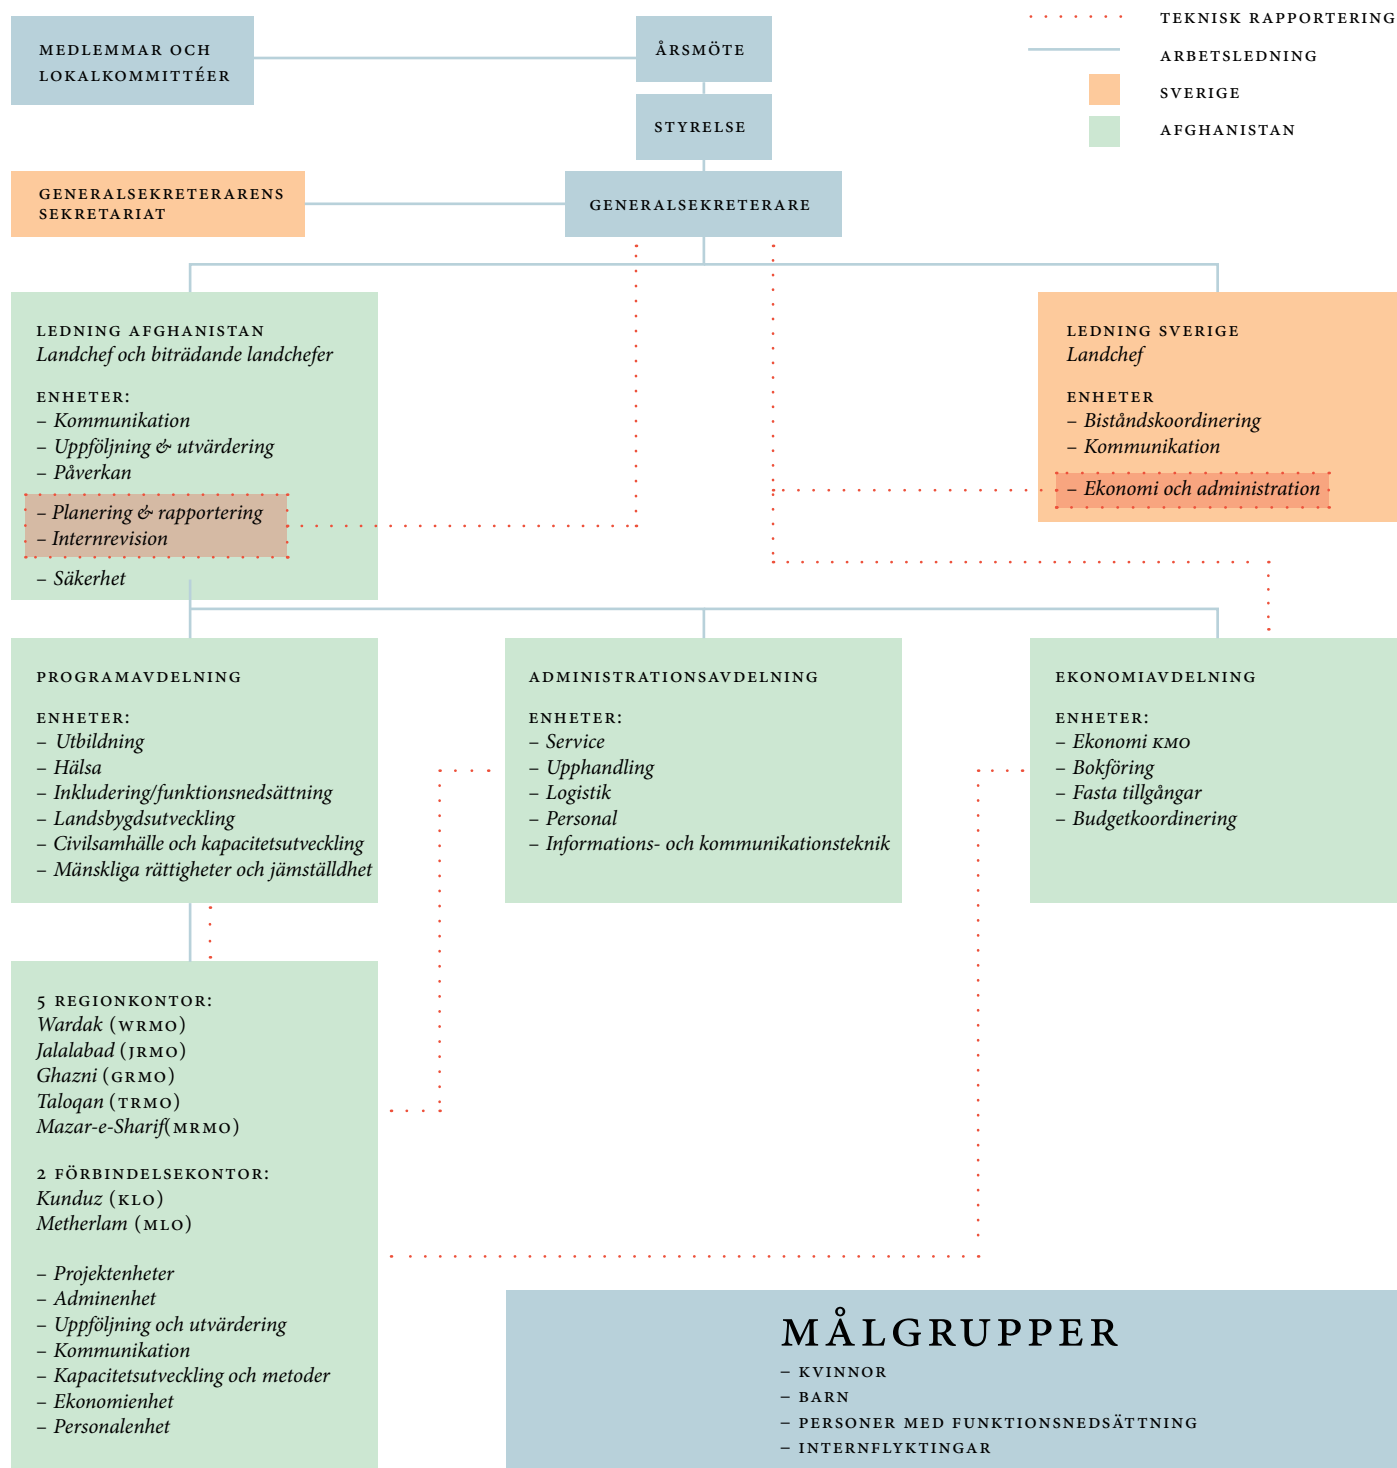 MEDLEMMAR OCH
LOKALKOMMITTÉER
ÅRSMÖTE
STYRELSE
GENERALSEKRETERARENS
SEKRETARIAT
GENERALSEKRETERARE
TEKNISK RAPPORTERING
ARBETSLEDNING
SVERIGE
AFGHANISTAN
LEDNING AFGHANISTAN
Landchef och biträdande landchefer
ENHETER:
– Kommunikation
– Uppföljning & utvärdering
– Påverkan
– Planering & rapportering
– Internrevision
– Säkerhet
LEDNING SVERIGE
Landchef
ENHETER
– Biståndskoordinering
– Kommunikation
– Ekonomi och administration
PROGRAMAVDELNING
ENHETER:
– Utbildning
– Hälsa
– Inkludering/funktionsnedsättning
– Landsbygdsutveckling
– Civilsamhälle och kapacitetsutveckling
– Mänskliga rättigheter och jämställdhet
ADMINISTRATIONSAVDELNING
ENHETER:
– Service
– Upphandling
– Logistik
– Personal
– Informations- och kommunikationsteknik
EKONOMIAVDELNING
ENHETER:
– Ekonomi KMO
– Bokföring
– Fasta tillgångar
– Budgetkoordinering
5 REGIONKONTOR:
Wardak (WRMO)
Jalalabad (JRMO)
Ghazni (GRMO)
Taloqan (TRMO)
Mazar-e-Sharif(MRMO)
2 FÖRBINDELSEKONTOR:
Kunduz (KLO)
Metherlam (MLO)
– Projektenheter
– Adminenhet
– Uppföljning och utvärdering
– Kommunikation
– Kapacitetsutveckling och metoder
– Ekonomienhet
– Personalenhet
MÅLGRUPPER
– KVINNOR
– BARN
– PERSONER MED FUNKTIONSNEDSÄTTNING
– INTERNFLYKTINGAR